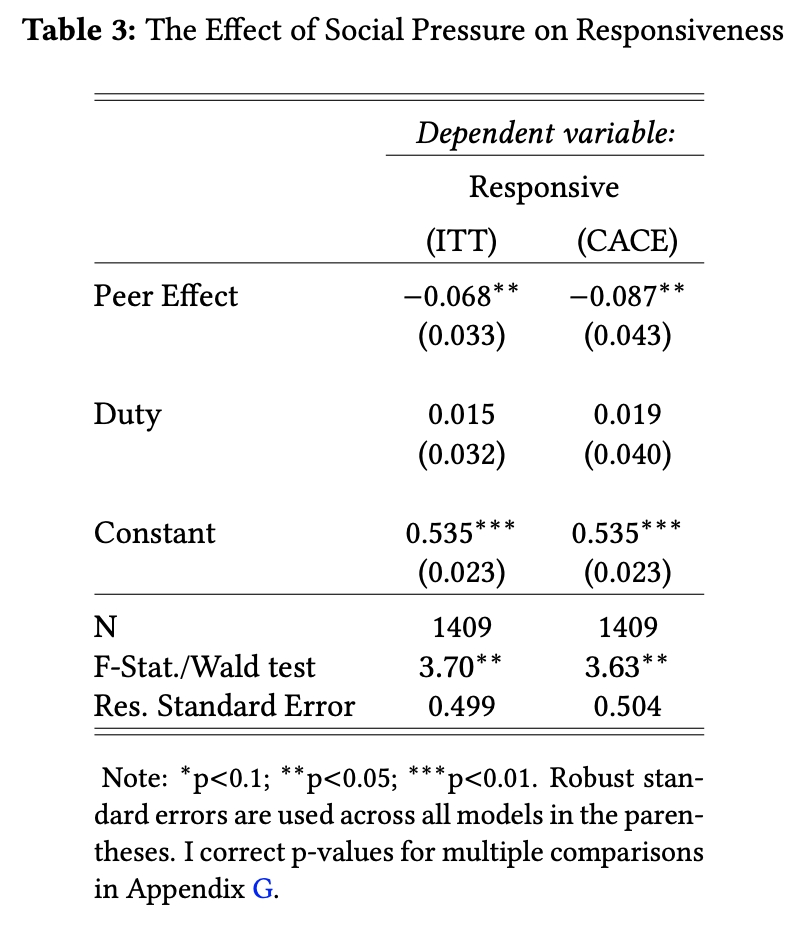 Table 3: The Effect of Social Pressure on Responsiveness
Dependent variable:
Responsive
(ITT) (CACE)
Peer Effect −0.068** −0.087**
(0.033) (0.043)
Duty 0.015 0.019
(0.032) (0.040)
Constant 0.535*** 0.535***
(0.023) (0.023)
N 1409 1409
F-Stat./Wald test 3.70** 3.63**
Res. Standard Error 0.499 0.504
Note: *p<0.1; **p<0.05; ***p<0.01. Robust stan-
dard errors are used across all models in the paren-
theses. I correct p-values for multiple comparisons
in Appendix G.